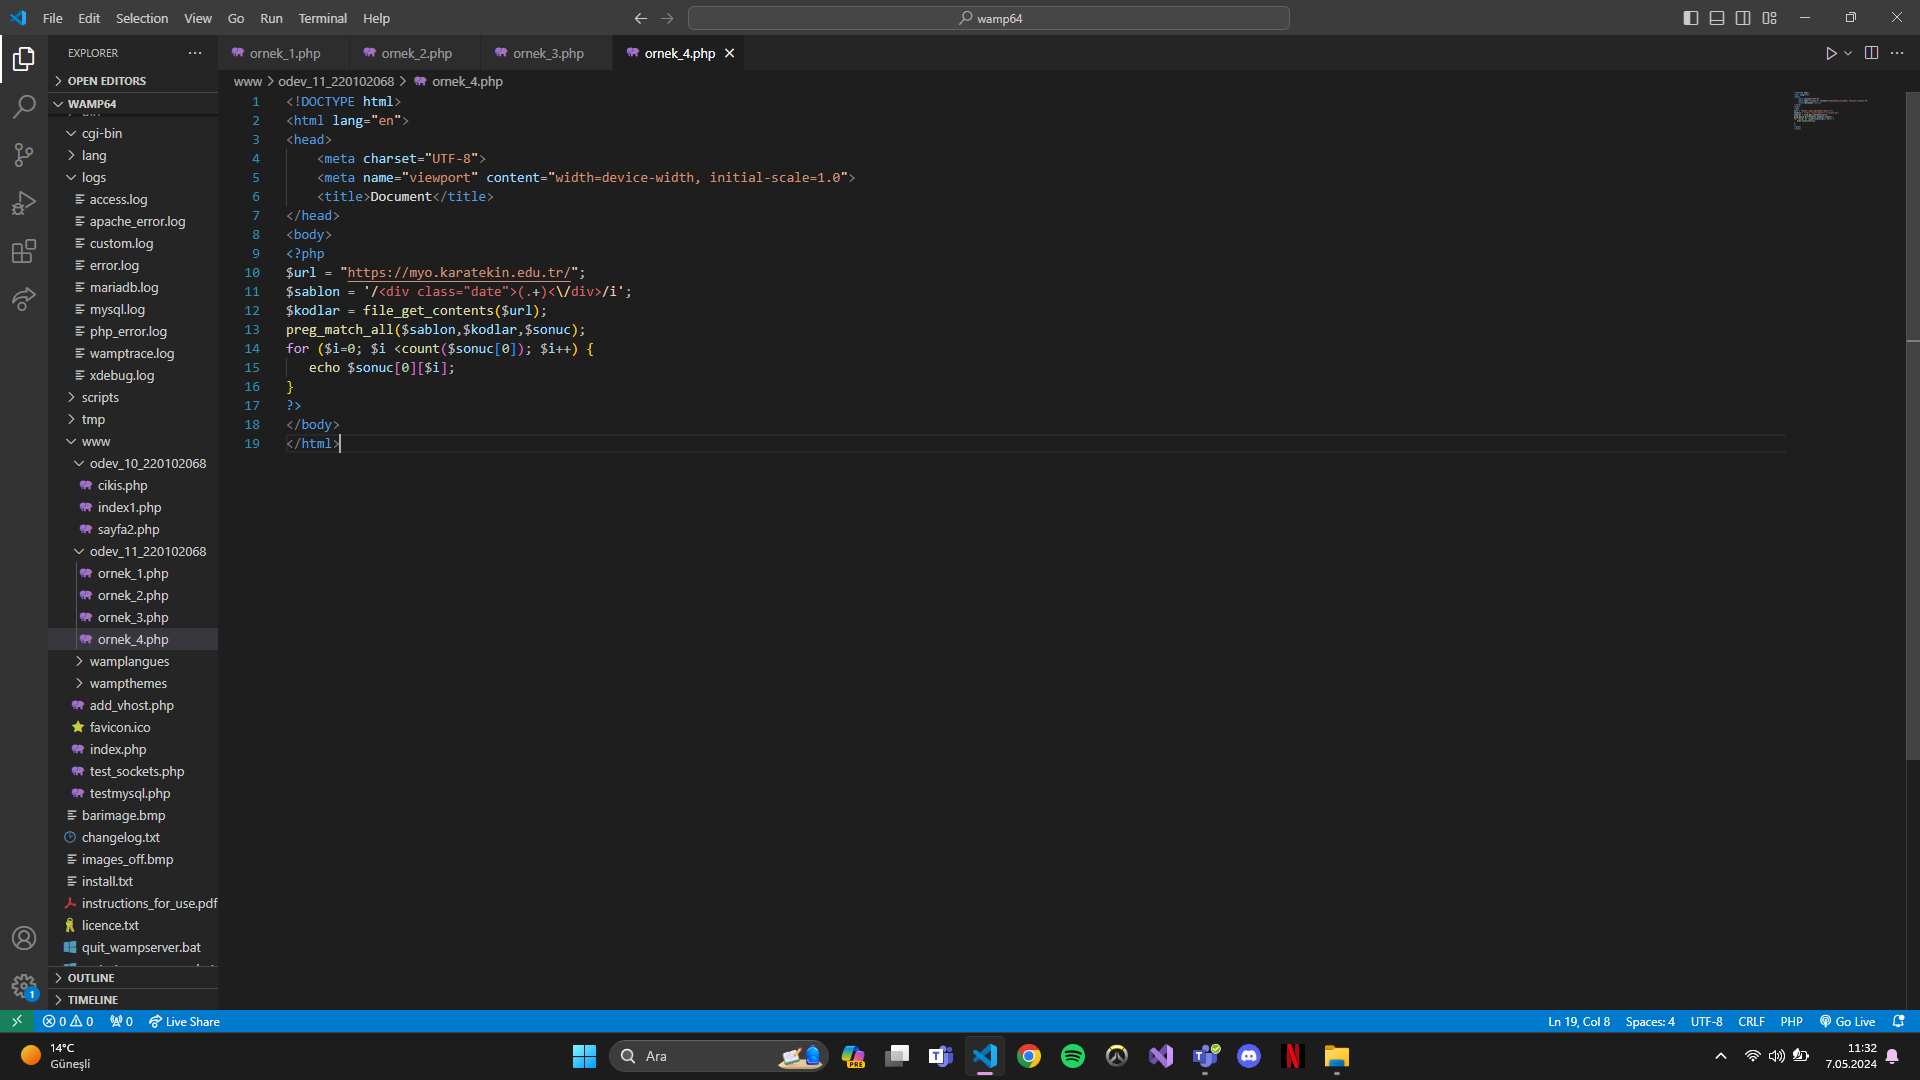 File Edit Selection View Go Run Terminal Help
wamp64
EXPLORER
ornek_1.php
ornek_2.php
ornek_3.php
ornek_4.php
OPEN EDITORS
www > odev_11_220102068 > ornek_4.php
WAMP64
cgi-bin
lang
logs
access.log
apache_error.log
custom.log
error.log
mariadb.log
mysql.log
php_error.log
wamptrace.log
xdebug.log
scripts
tmp
www
odev_10_220102068
cikis.php
index1.php
sayfa2.php
odev_11_220102068
ornek_1.php
ornek_2.php
ornek_3.php
ornek_4.php
wamplangues
wampthemes
add_vhost.php
favicon.ico
index.php
test_sockets.php
testmysql.php
barimage.bmp
changelog.txt
images_off.bmp
install.txt
instructions_for_use.pdf
licence.txt
quit_wampserver.bat
OUTLINE
TIMELINE
1 <!DOCTYPE html>
2 <html lang="en">
3 <head>
4 <meta charset="UTF-8">
5 <meta name="viewport" content="width=device-width, initial-scale=1.0">
6 <title>Document</title>
7 </head>
8 <body>
9 <?php
10 $url = "https://myo.karatekin.edu.tr/";
11 $sablon = '/<div class="date">(.+)<\/div>/i';
12 $kodlar = file_get_contents($url);
13 preg_match_all($sablon,$kodlar,$sonuc);
14 for ($i=0; $i <count($sonuc[0]); $i++) {
15 echo $sonuc[0][$i];
16 }
17 ?>
18 </body>
19 </html>
1
0 0 0 Live Share
Ln 19, Col 8 Spaces: 4 UTF-8 CRLF PHP Go Live
14°C
Güneşli
Ara
PRE
11:32
7.05.2024